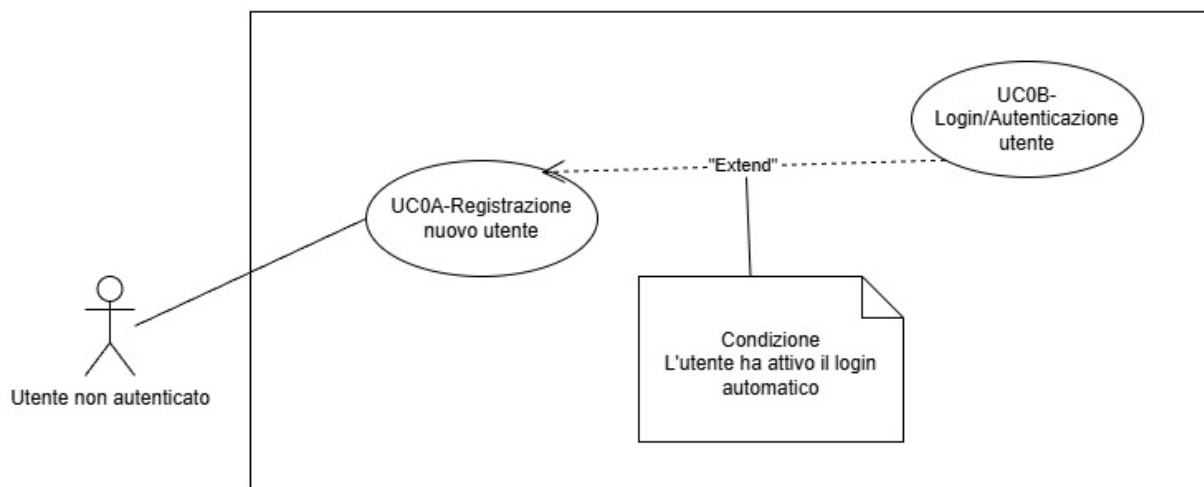 UC0B-
Login/Autenticazione
utente
"Extend"
UC0A-Registrazione
nuovo utente
Condizione
L'utente ha attivo il login
automatico
Utente non autenticato